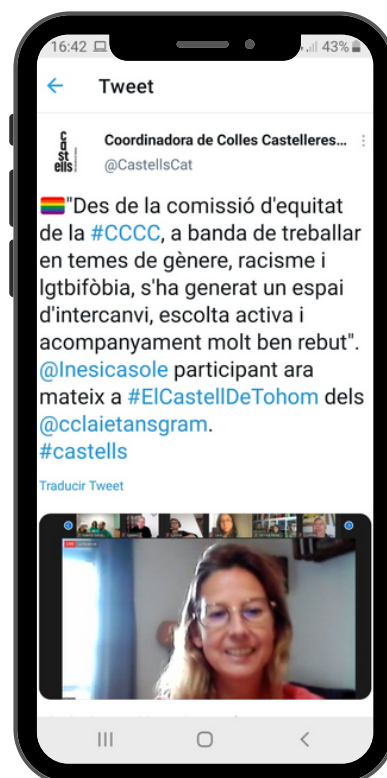 16:42
43%
Tweet
castells
Coordinadora de Colles Castelleres...
@CastellsCat
"Des de la comissió d'equitat
de la #CCCC, a banda de treballar
en temes de gènere, racisme i
lgtbifòbia, s'ha generat un espai
d'intercanvi, escolta activa i
acompanyament molt ben rebut".
@Inesicasole participant ara
mateix a #ElCastellDeTohom dels
@cclaietansgram.
#castells
Traducir Tweet